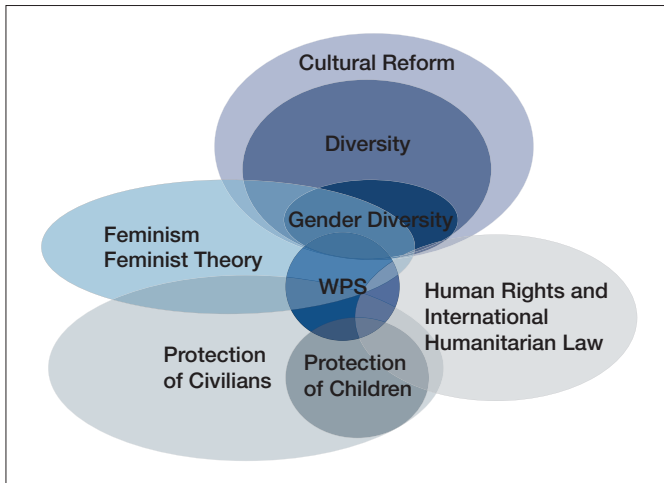 Cultural Reform
Diversity
Gender Diversity
Feminism
Feminist Theory
WPS
Human Rights and
International
Humanitarian Law
Protection
of Civilians
Protection
of Children